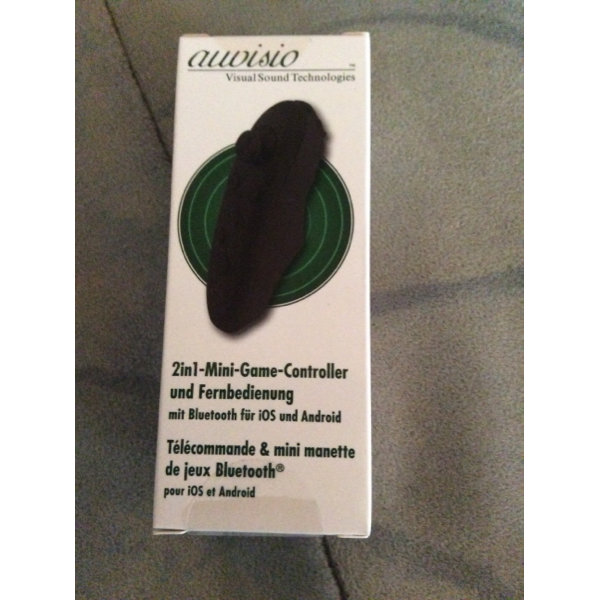 auvisio
™
Visual Sound Technologies
2in1-Mini-Game-Controller
und Fernbedienung
mit Bluetooth für iOS und Android
Télécommande & mini manette
de jeux Bluetooth®
pour iOS et Android